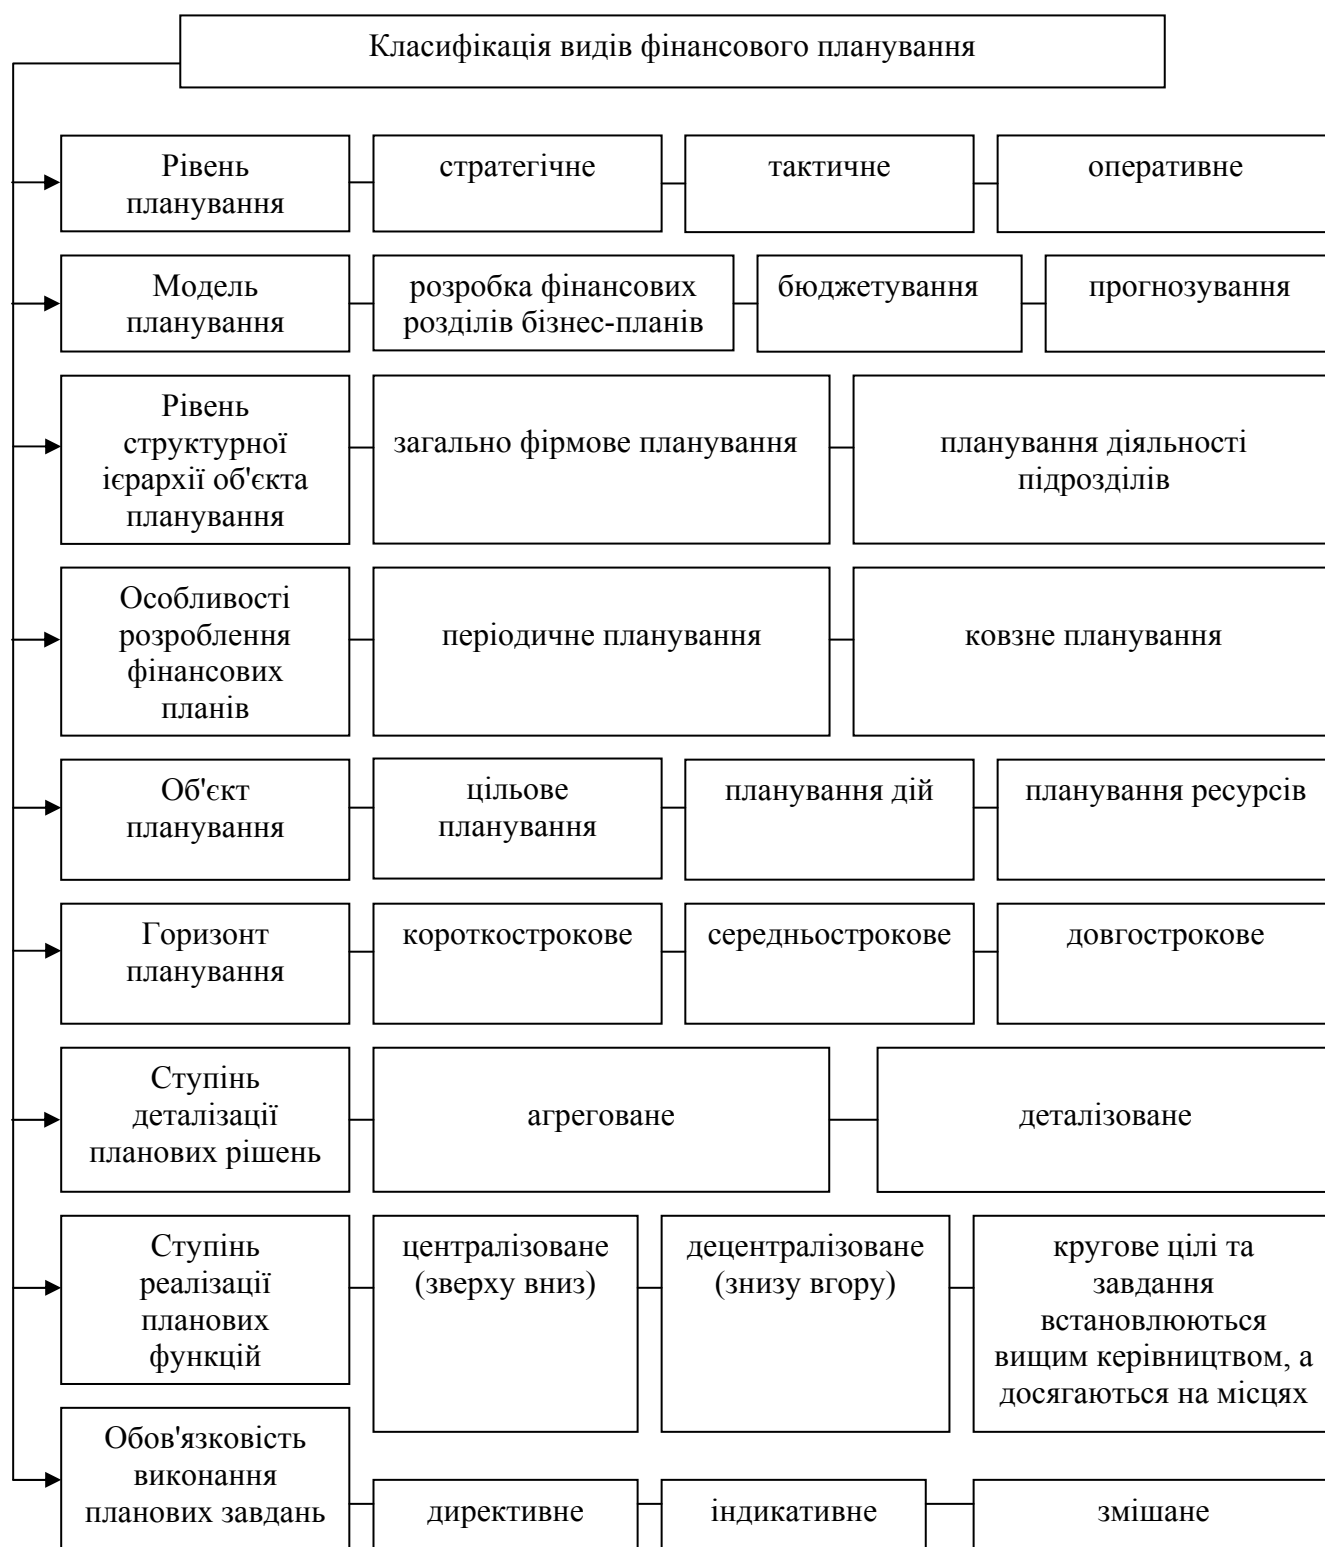 Класифікація видів фінансового планування
Рівень
планування
стратегічне
тактичне
оперативне
Модель
планування
розробка фінансових
розділів бізнес-планів
бюджетування
прогнозування
Рівень
структурної
ієрархії об'єкта
планування
загально фірмове планування
планування діяльності
підрозділів
Особливості
розроблення
фінансових
планів
періодичне планування
ковзне планування
Об'єкт
планування
цільове
планування
планування дій
планування ресурсів
Горизонт
планування
короткострокове
середньострокове
довгострокове
Ступінь
деталізації
планових рішень
агреговане
деталізоване
Ступінь
реалізації
планових
функцій
централізоване
(зверху вниз)
децентралізоване
(знизу вгору)
кругове цілі та
завдання
встановлюються
вищим керівництвом, а
досягаються на місцях
Обов'язковість
виконання
планових завдань
директивне
індикативне
змішане